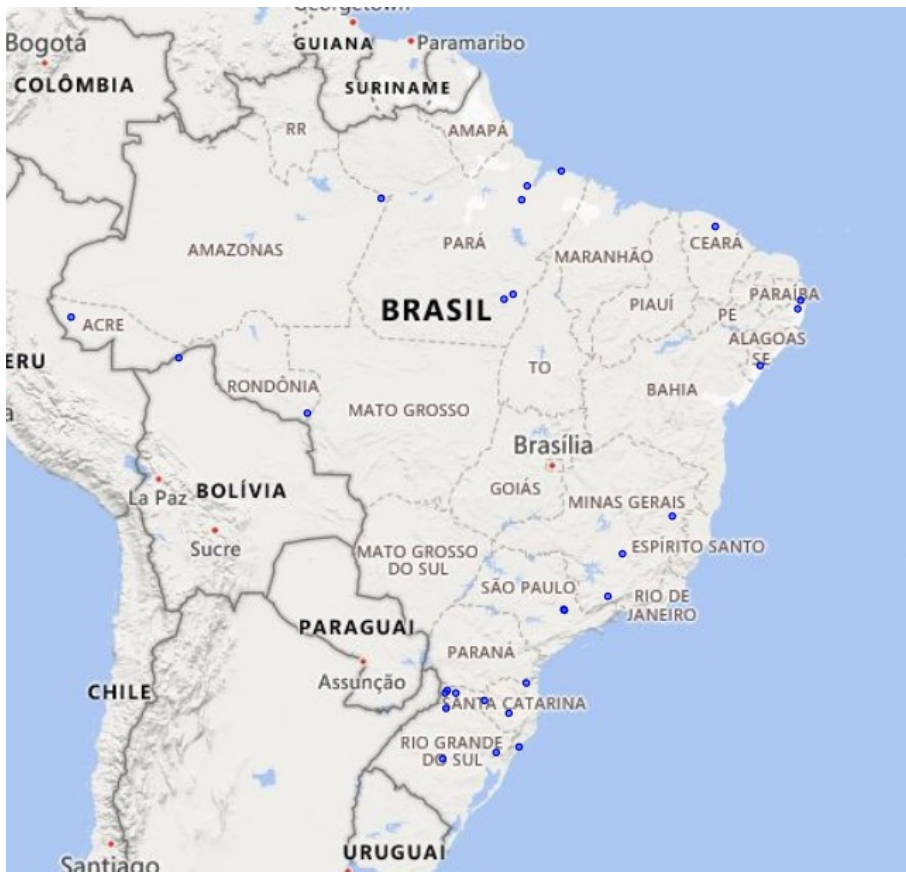 Georgetown
Bogotá
GUIANA
Paramaribo
COLÔMBIA
SURINAME
RR
AMAPÁ
AMAZONAS
PARÁ
CEARÁ
MARANHÃO
BRASIL
PIAUÍ
PARAÍBA
PE
ACRE
ALAGOAS
SE
ERU
TO
RONDÔNIA
BAHIA
MATO GROSSO
a
Brasília
La Paz
BOLÍVIA
GOIÁS
MINAS GERAIS
Sucre
ESPÍRITO SANTO
MATO GROSSO
DO SUL
SÃO PAULO
RIO DE
JANEIRO
PARAGUAI
PARANÁ
Assunção
CHILE
SANTA CATARINA
RIO GRANDE
DO SUL
URUGUAI
Santiago